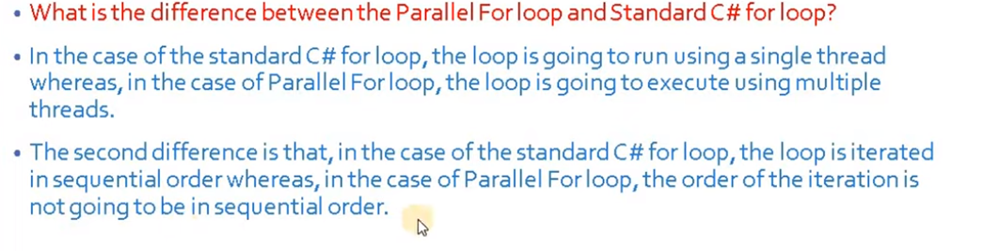 • What is the difference between the Parallel For loop and Standard C# for loop?
• In the case of the standard C# for loop, the loop is going to run using a single thread
whereas, in the case of Parallel For loop, the loop is going to execute using multiple
threads.
• The second difference is that, in the case of the standard C# for loop, the loop is iterated
in sequential order whereas, in the case of Parallel For loop, the order of the iteration is
not going to be in sequential order.